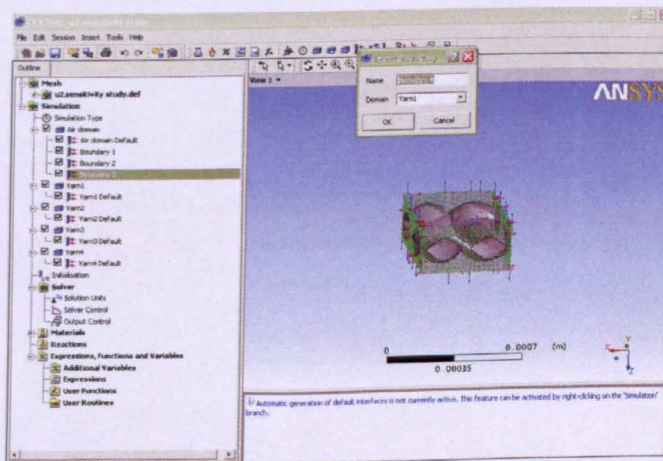 File Edit Session Insert Tools Help
Outline
Mesh
u2.sensitivity study.def
Simulation
Simulation Type
Air domain
Air domain Default
Boundary 1
Boundary 2
Boundary 3
Yarn1
Yarn1 Default
Yarn2
Yarn2 Default
Yarn3
Yarn3 Default
Yarn4
Yarn4 Default
Initialisation
Solver
Solution Units
Solver Control
Output Control
Materials
Reactions
Expressions, Functions and Variables
Additional Variables
Expressions
User Functions
User Routines
View 1
Name
Domain Yarn1
OK Cancel
ANSYS
0 0.0007 (m)
0.00035
X Y
Z
Automatic generation of default interfaces is not currently active. This feature can be activated by right-clicking on the 'Simulation'
branch.